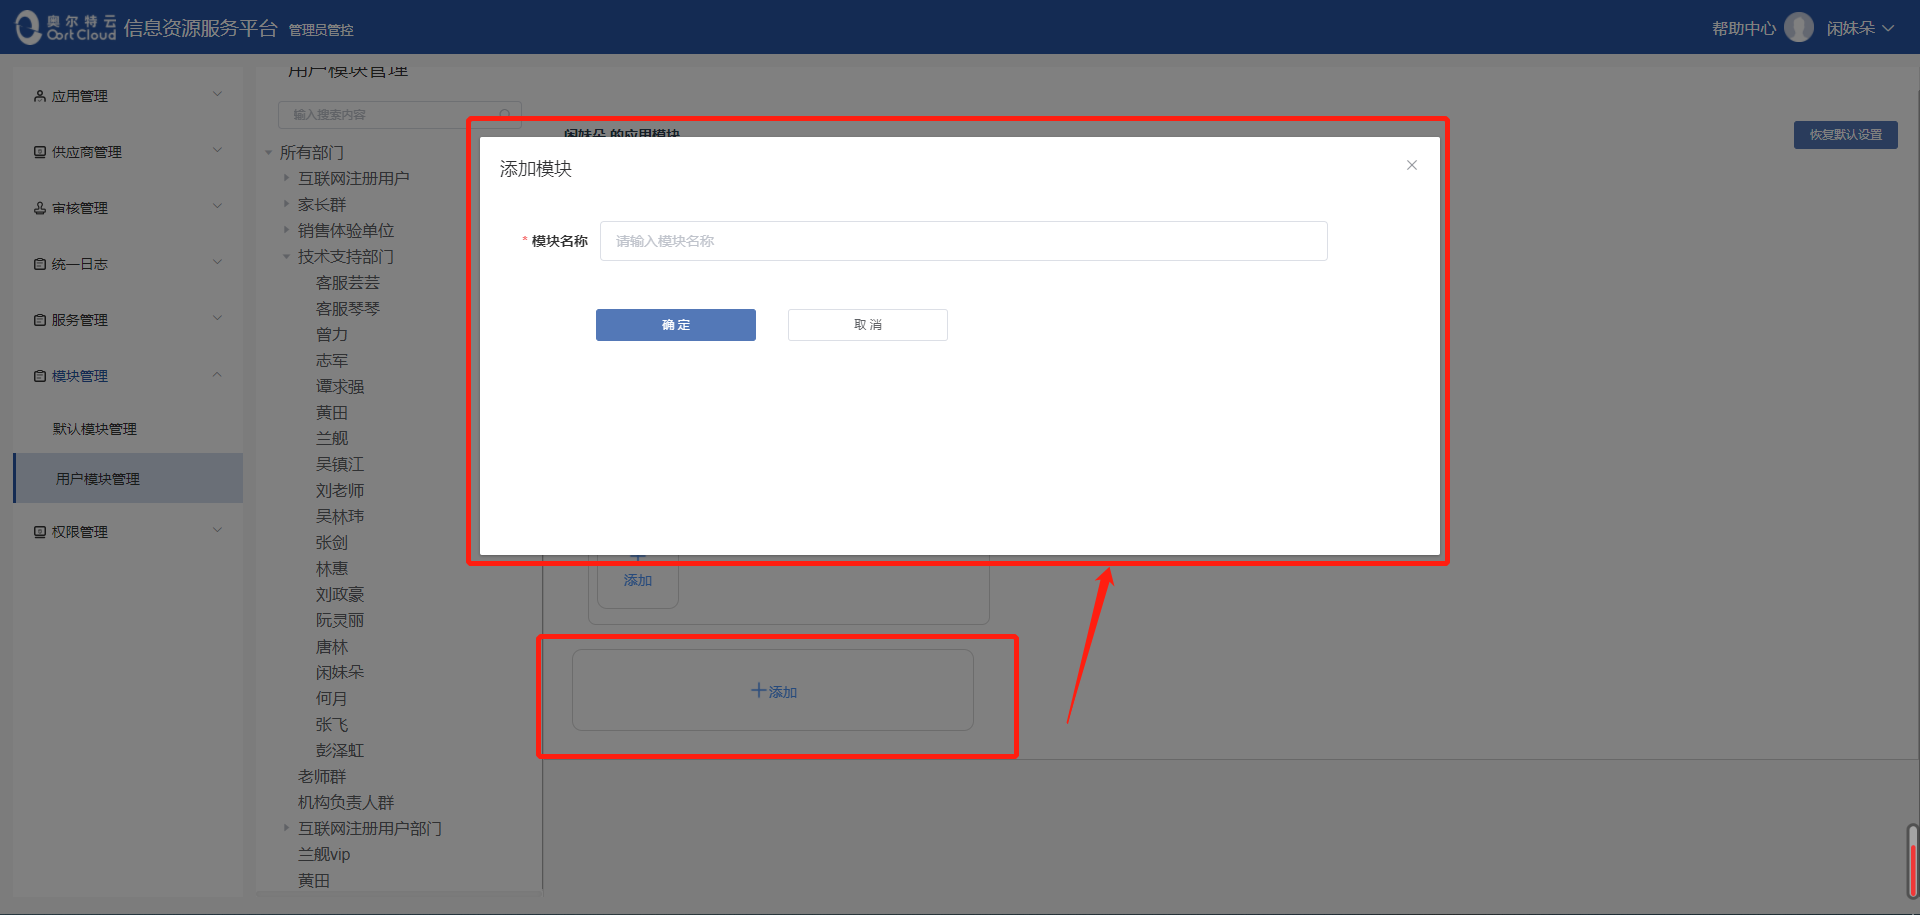 奥尔特云
Oort Cloud
信息资源服务平台 管理员管控
帮助中心
闲妹朵
应用管理
供应商管理
审核管理
统一日志
服务管理
模块管理
默认模块管理
用户模块管理
权限管理
用户模块管理
输入搜索内容
所有部门
互联网注册用户
家长群
销售体验单位
技术支持部门
客服芸芸
客服琴琴
曾力
志军
谭求强
黄田
兰舰
吴镇江
刘老师
吴林玮
张剑
林惠
刘政豪
阮灵丽
唐林
闲妹朵
何月
张飞
彭泽虹
老师群
机构负责人群
互联网注册用户部门
兰舰vip
黄田
闲妹朵 的应用模块
恢复默认设置
添加模块
* 模块名称
请输入模块名称
确 定
取 消
添加
添加